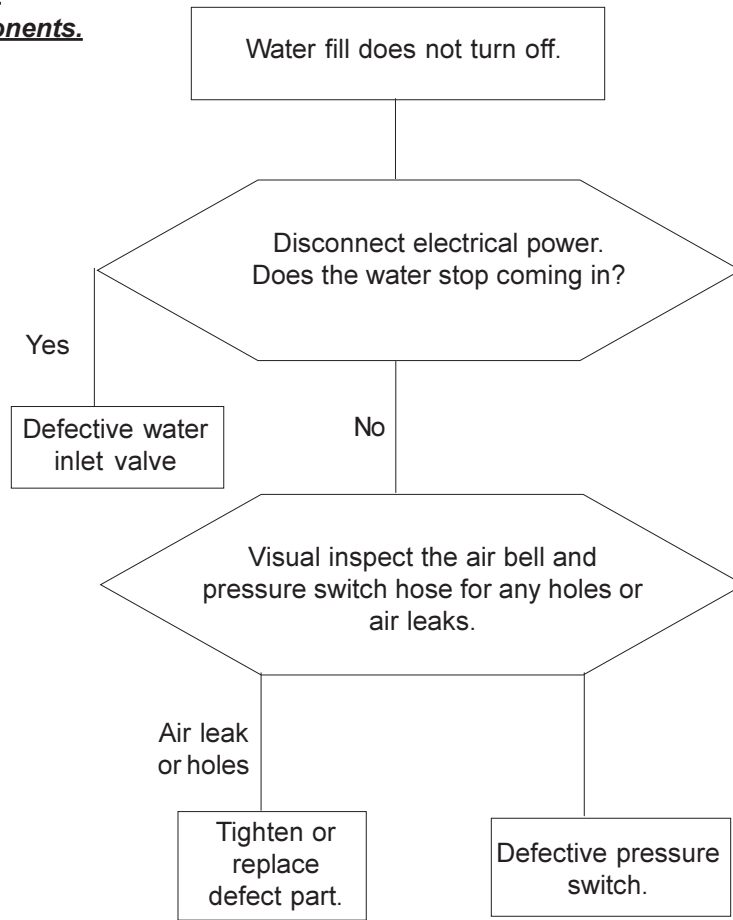 onents.
Water fill does not turn off.
Disconnect electrical power.
Does the water stop coming in?
Yes
Defective water
inlet valve
No
Visual inspect the air bell and
pressure switch hose for any holes or
air leaks.
Air leak
or holes
Tighten or
replace
defect part.
Defective pressure
switch.